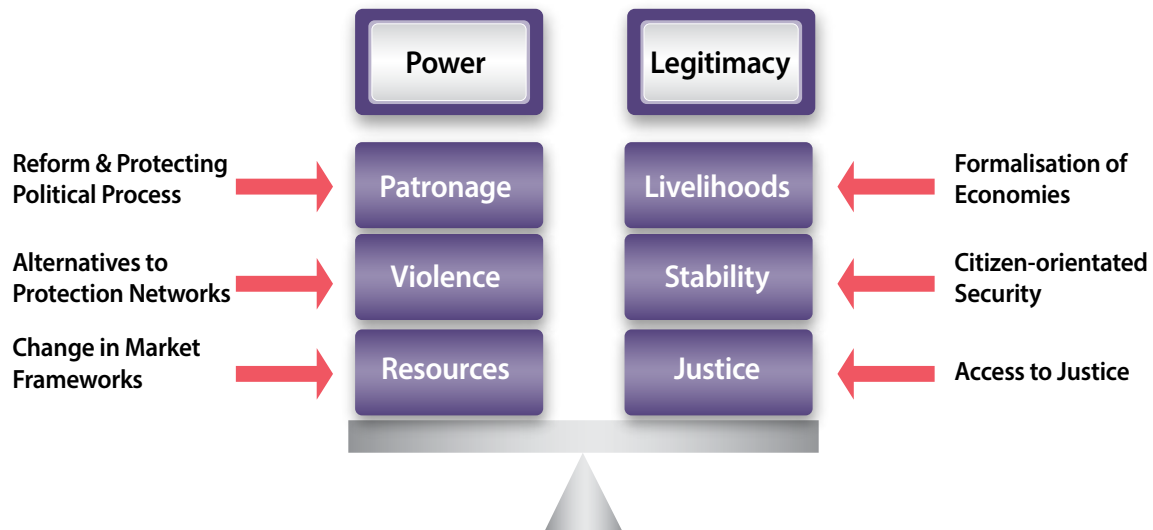 Power
Legitimacy
Reform & Protecting
Political Process
Patronage
Livelihoods
Formalisation of
Economies
Alternatives to
Protection Networks
Violence
Stability
Citizen-orientated
Security
Change in Market
Frameworks
Resources
Justice
Access to Justice